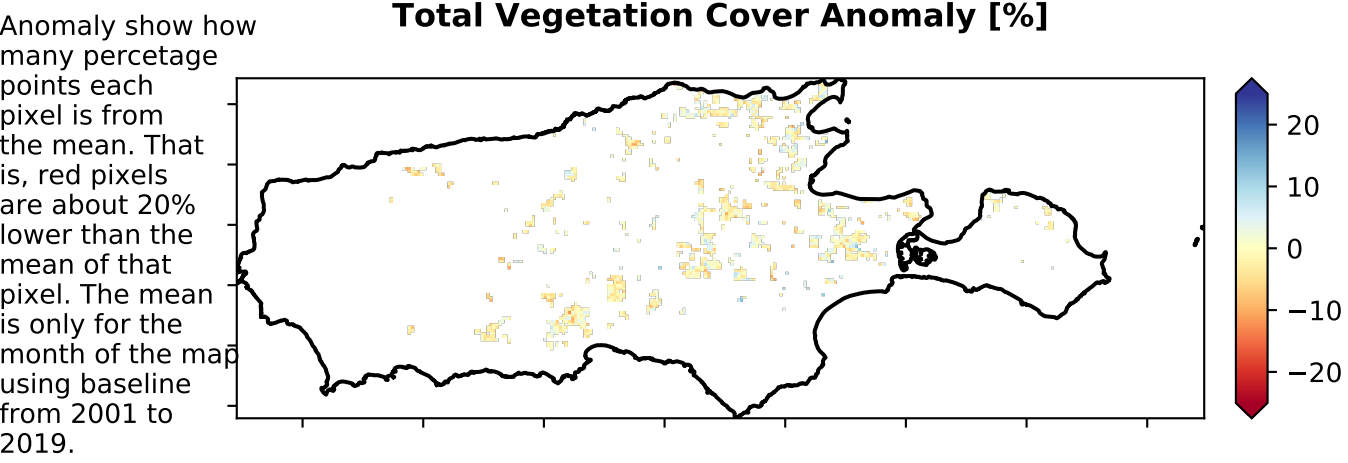 Total Vegetation Cover Anomaly [%]
Anomaly show how
many percetage
points each
pixel is from
the mean. That
is, red pixels
are about 20%
lower than the
mean of that
pixel. The mean
is only for the
month of the map
using baseline
from 2001 to
2019.
20
10
0
−10
−20